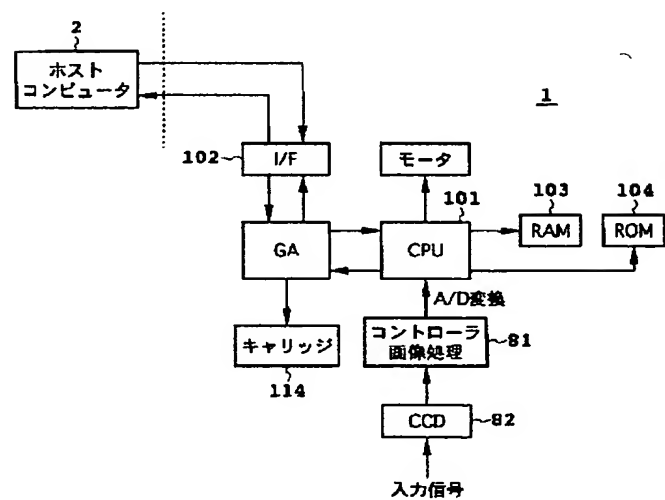 2
ホスト
コンピュータ
1
102
I/F
モータ
101
103
104
GA
CPU
RAM
ROM
A/D変換
キャリッジ
114
コントローラ
画像処理
81
CCD
82
入力信号